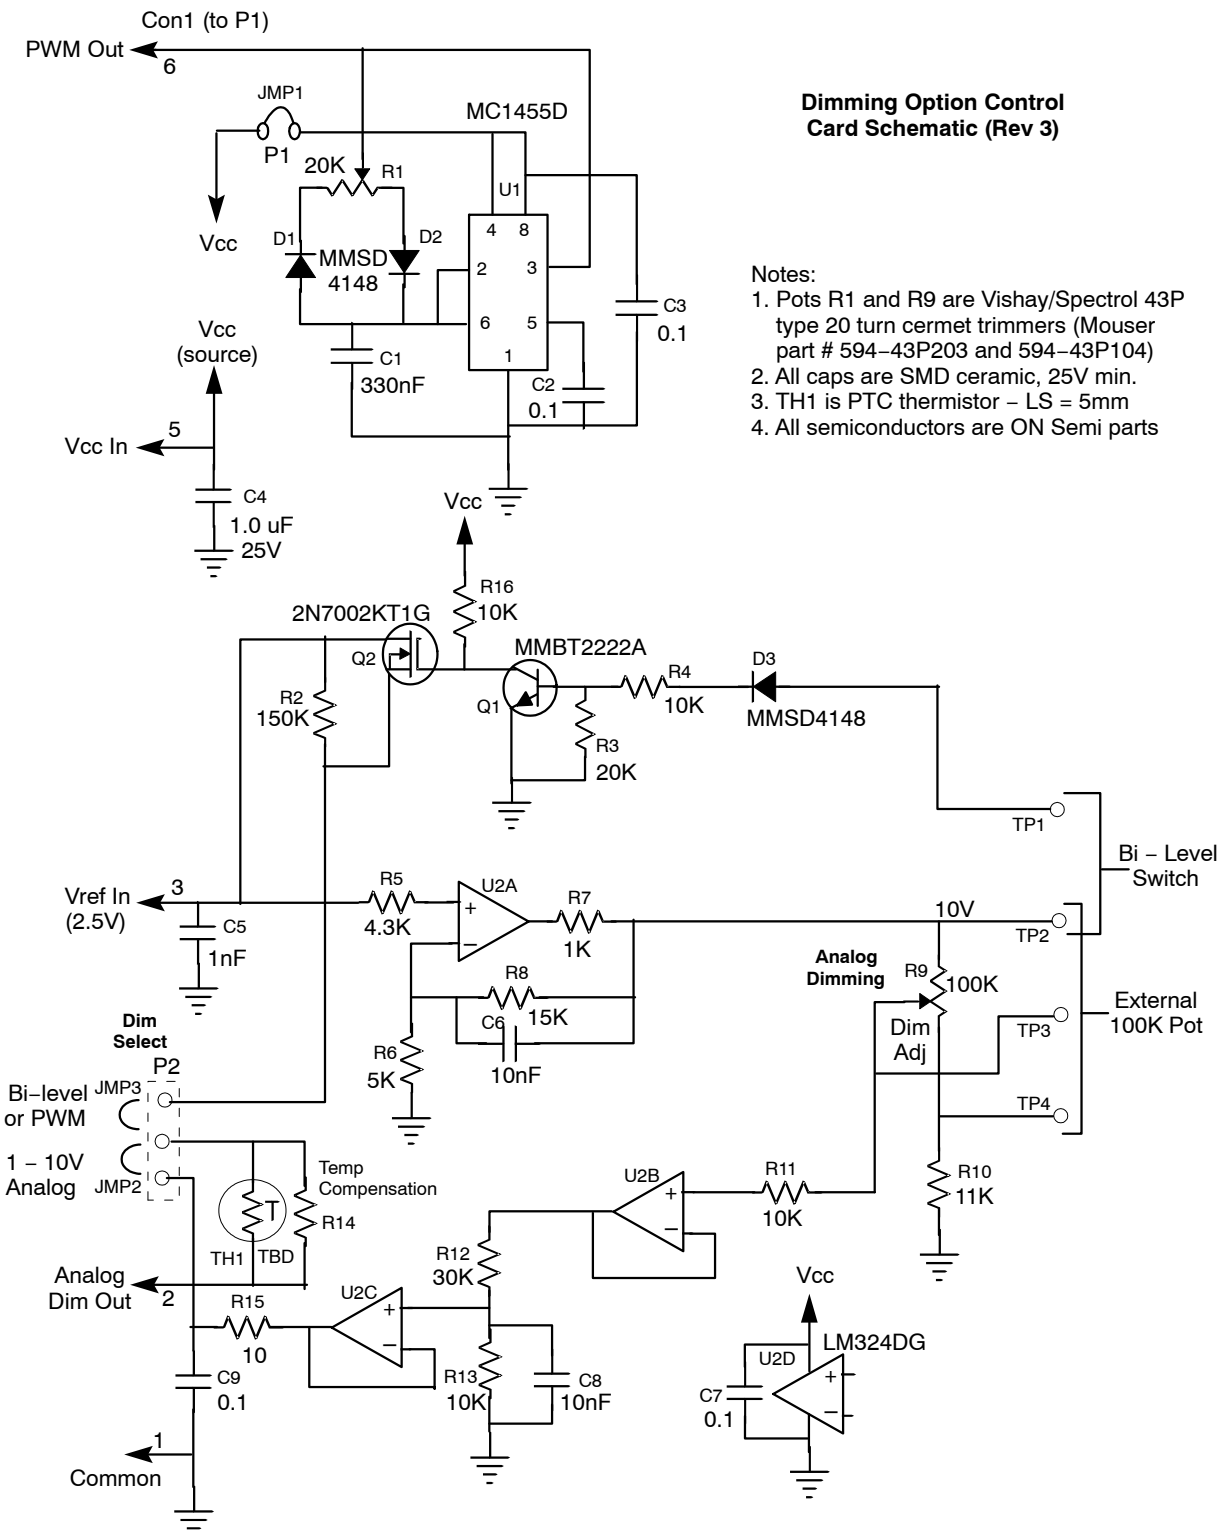 Con1 (to P1)
PWM Out
6
JMP1
P1
MC1455D
Dimming Option Control
Card Schematic (Rev 3)
20K
R1
U1
Vcc
D1
MMSD
4148
D2
4
8
2
3
6
5
1
C3
0.1
C1
330nF
C2
0.1
Notes:
1. Pots R1 and R9 are Vishay/Spectrol 43P
type 20 turn cermet trimmers (Mouser
part # 594−43P203 and 594−43P104)
2. All caps are SMD ceramic, 25V min.
3. TH1 is PTC thermistor − LS = 5mm
4. All semiconductors are ON Semi parts
Vcc
(source)
Vcc In
5
C4
1.0 uF
25V
Vcc
R16
10K
2N7002KT1G
Q2
MMBT2222A
Q1
R4
10K
D3
MMSD4148
R2
150K
R3
20K
TP1
Bi − Level
Switch
Vref In
(2.5V)
3
C5
1nF
R5
4.3K
U2A
+
−
R7
1K
10V
TP2
Analog
Dimming
R9
100K
Dim
Adj
TP3
External
100K Pot
TP4
R8
15K
C6
10nF
R6
5K
Dim
Select
P2
Bi−level
or PWM
JMP3
1 − 10V
Analog
JMP2
Temp
Compensation
T
R14
TH1
TBD
U2B
+
−
R11
10K
R10
11K
Analog
Dim Out
2
R15
10
U2C
+
−
R12
30K
R13
10K
C8
10nF
Vcc
LM324DG
U2D
+
−
C7
0.1
C9
0.1
1
Common